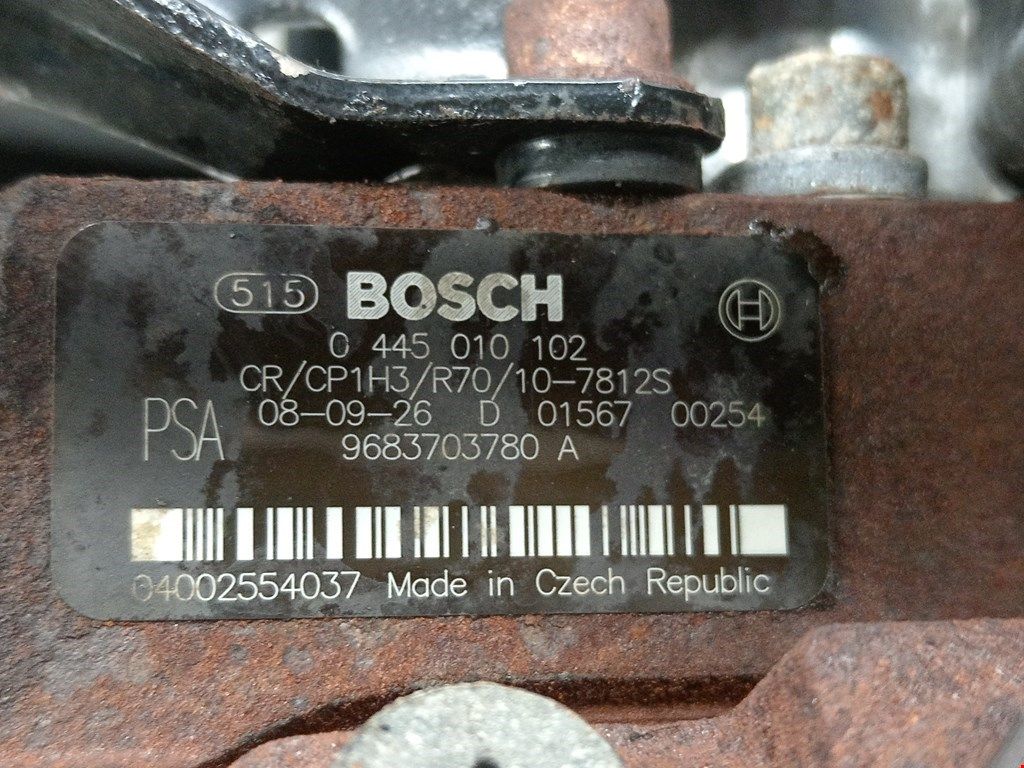 515 BOSCH
0 445 010 102
CR/CP1H3/R70/10-7812S
PSA 08-09-26 D 01567 00254
9683703780 A
04002554037 Made in Czech Republic